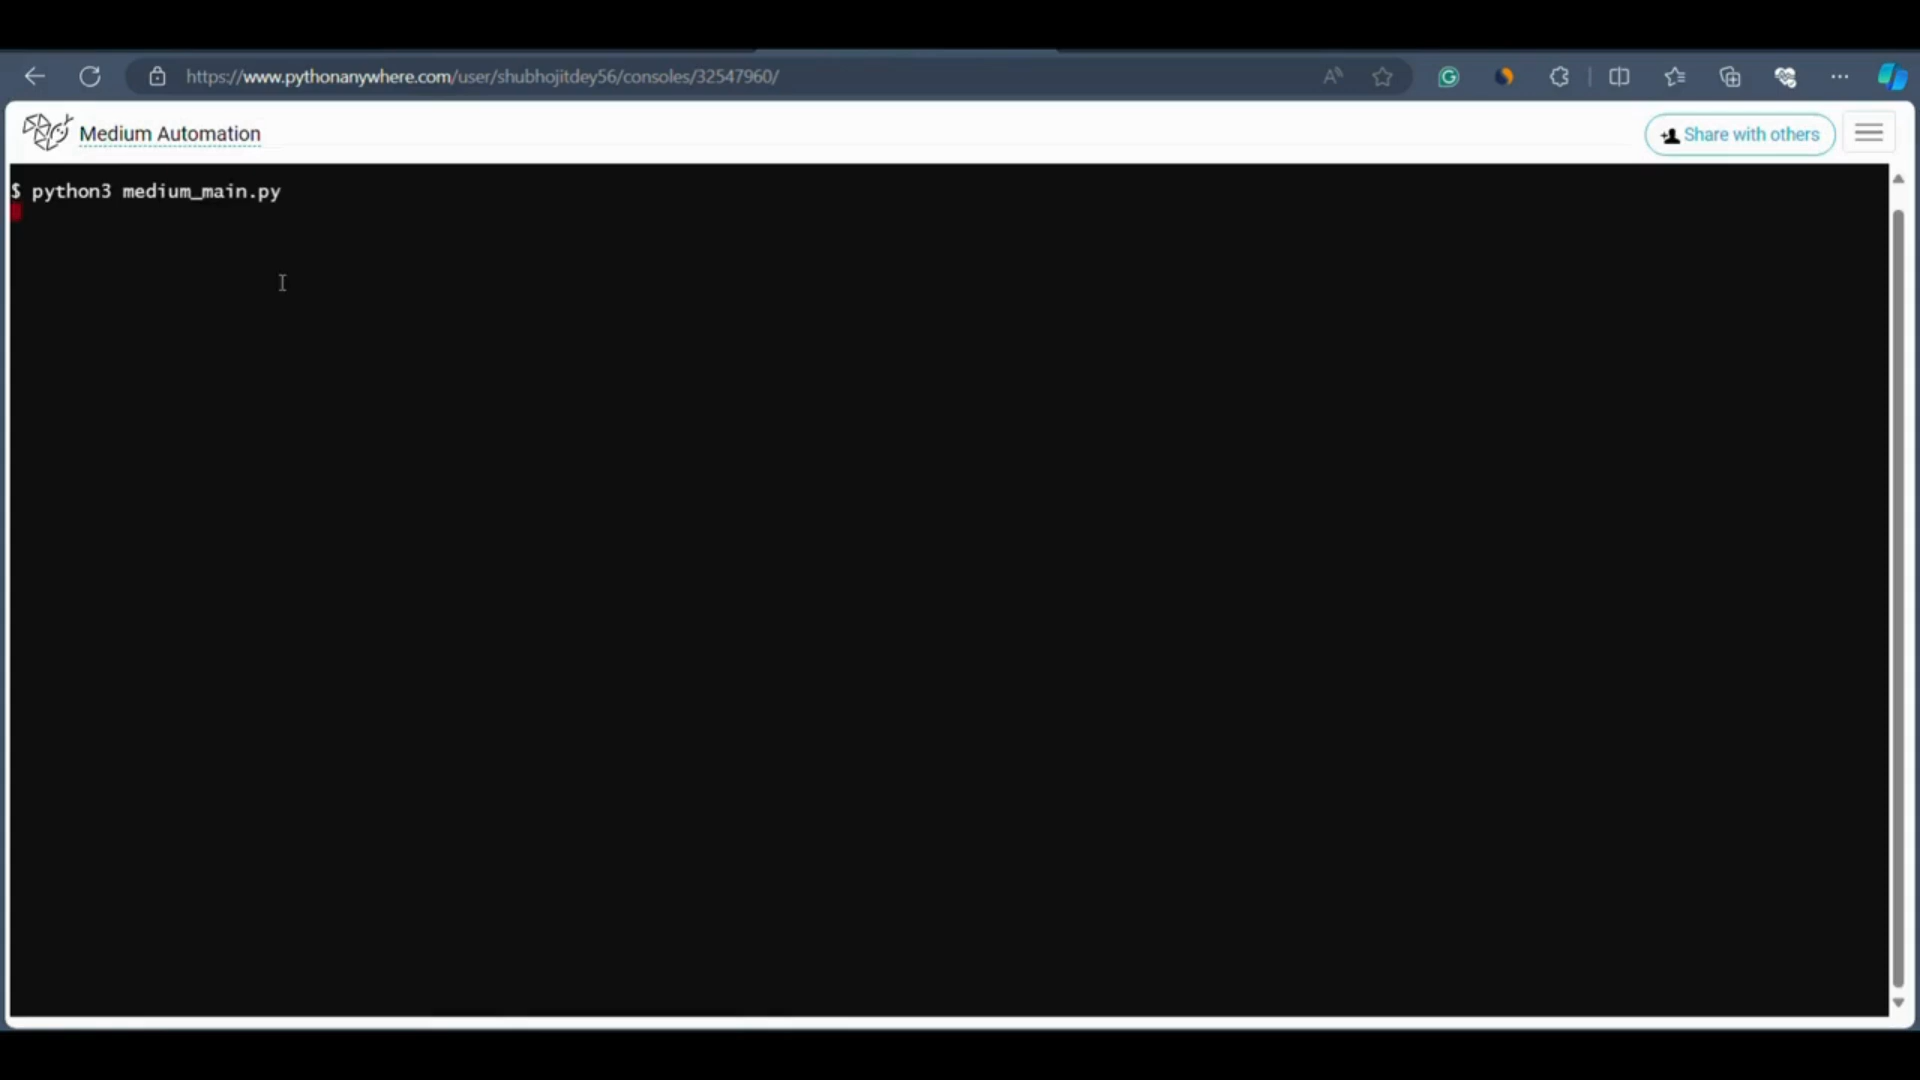 https://www.pythonanywhere.com/user/shubhojitdey56/consoles/32547960/
Medium Automation
Share with others
$ python3 medium_main.py